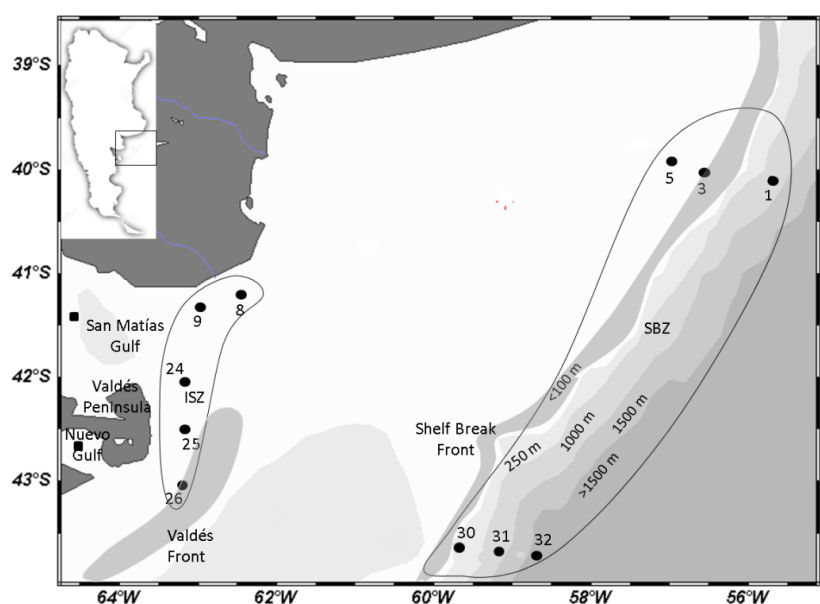 39°S
40°S
41°S
42°S
43°S
64°W
62°W
60°W
58°W
56°W
5
3
1
8
9
San Matías
Gulf
24
ISZ
Valdés
Peninsula
25
Nuevo
Gulf
26
Valdés
Front
SBZ
<100 m
Shelf Break
Front
250 m
1000 m
1500 m
>1500 m
30
31
32